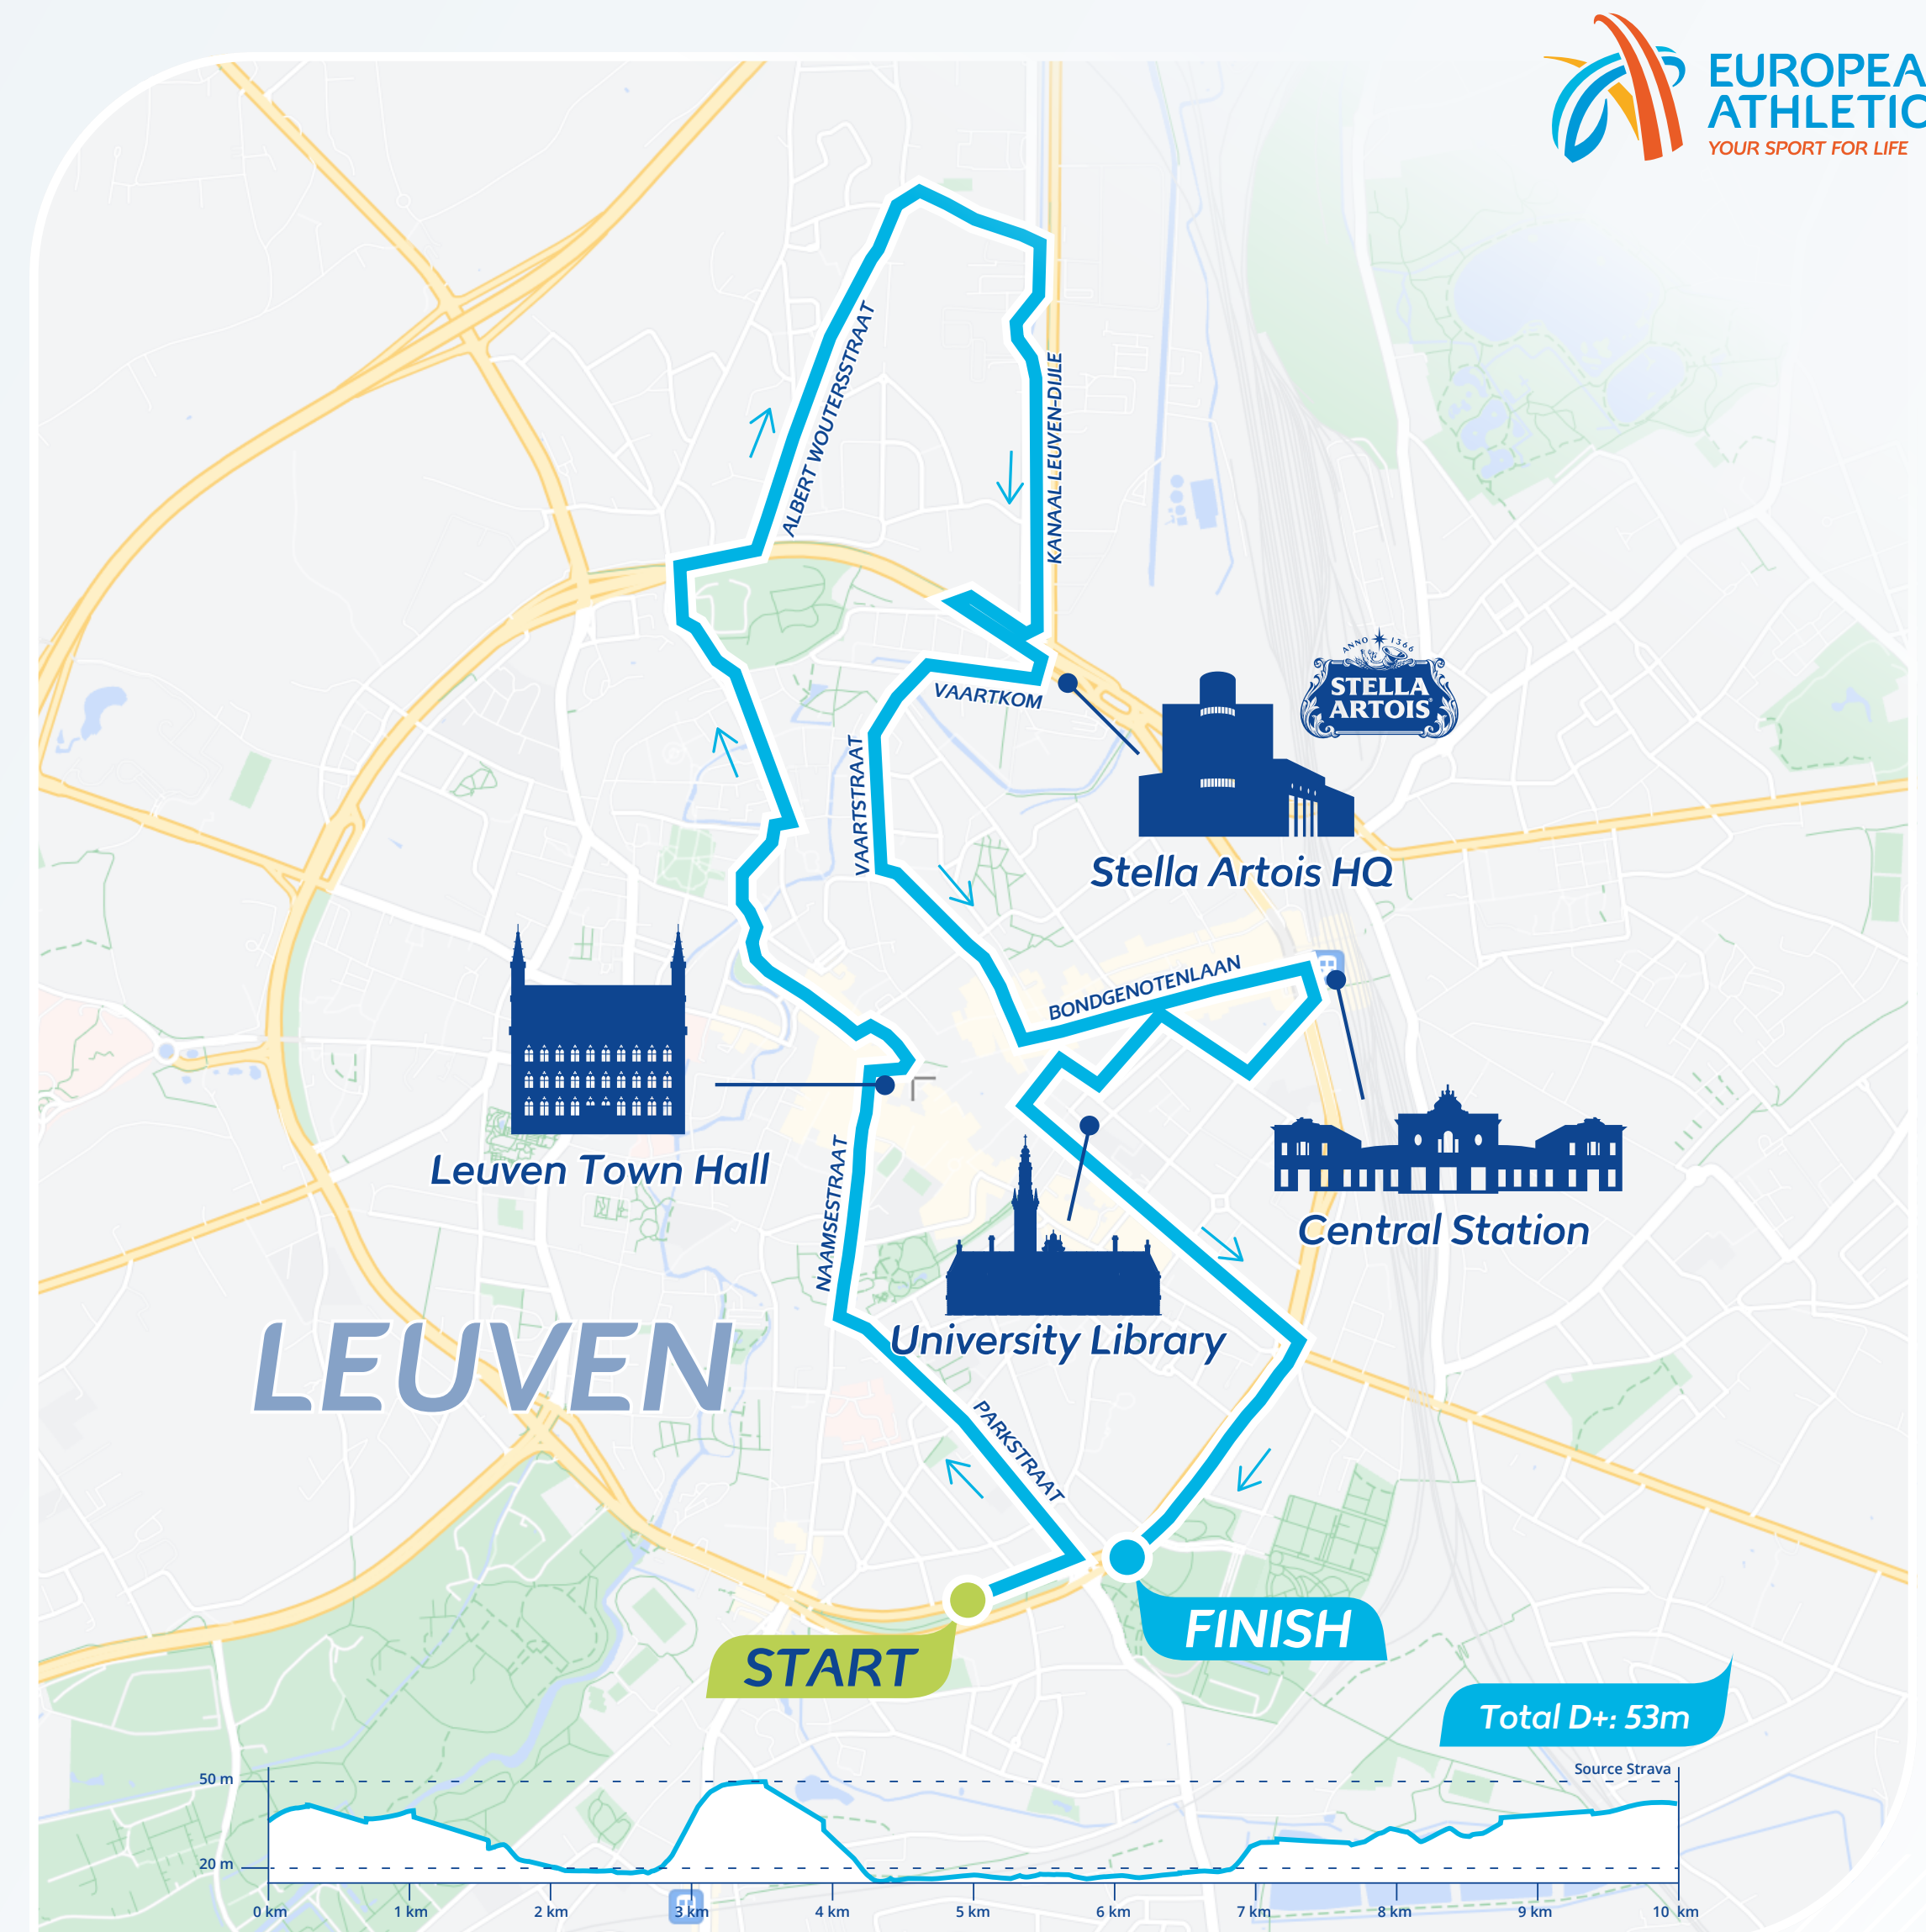 EUROPEA
ATHLETIC
YOUR SPORT FOR LIFE
ALBERT WOUTERSSTRAAT
KANAAL LEUVEN-DIJLE
ANNO 1366
STELLA
ARTOIS
VAARTKOM
VAARTSTRAAT
Stella Artois HQ
BONDGENOTENLAAN
Leuven Town Hall
NAAMSESTRAAT
Central Station
University Library
LEUVEN
PARKSTRAAT
FINISH
START
Total D+: 53m
Source Strava
50 m
20 m
0 km 1 km 2 km 3 km 4 km 5 km 6 km 7 km 8 km 9 km 10 km